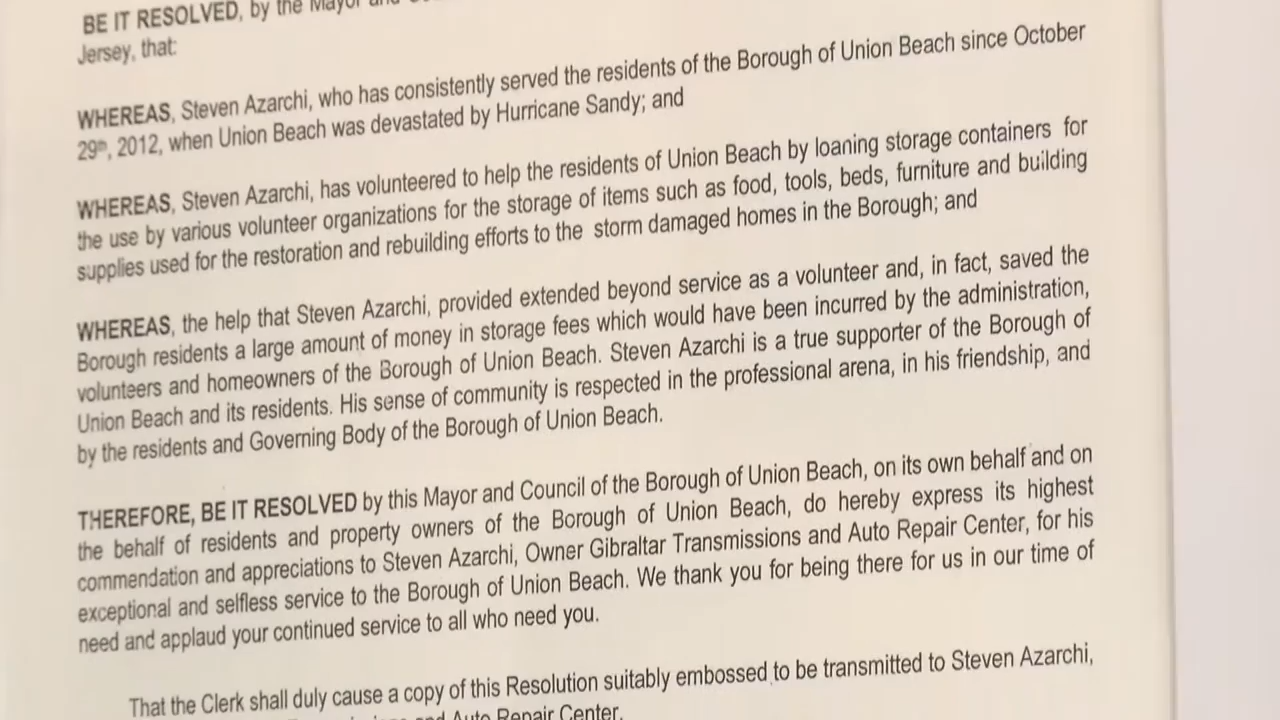 BE IT RESOLVED, by the Mayor and
Jersey, that:
WHEREAS, Steven Azarchi, who has consistently served the residents of the Borough of Union Beach since October
29th, 2012, when Union Beach was devastated by Hurricane Sandy; and
WHEREAS, Steven Azarchi, has volunteered to help the residents of Union Beach by loaning storage containers for
the use by various volunteer organizations for the storage of items such as food, tools, beds, furniture and building
supplies used for the restoration and rebuilding efforts to the storm damaged homes in the Borough; and
WHEREAS, the help that Steven Azarchi, provided extended beyond service as a volunteer and, in fact, saved the
Borough residents a large amount of money in storage fees which would have been incurred by the administration,
volunteers and homeowners of the Borough of Union Beach. Steven Azarchi is a true supporter of the Borough of
Union Beach and its residents. His sense of community is respected in the professional arena, in his friendship, and
by the residents and Governing Body of the Borough of Union Beach.
THEREFORE, BE IT RESOLVED by this Mayor and Council of the Borough of Union Beach, on its own behalf and on
the behalf of residents and property owners of the Borough of Union Beach, do hereby express its highest
commendation and appreciations to Steven Azarchi, Owner Gibraltar Transmissions and Auto Repair Center, for his
exceptional and selfless service to the Borough of Union Beach. We thank you for being there for us in our time of
need and applaud your continued service to all who need you.
That the Clerk shall duly cause a copy of this Resolution suitably embossed to be transmitted to Steven Azarchi,
and Auto Repair Center.